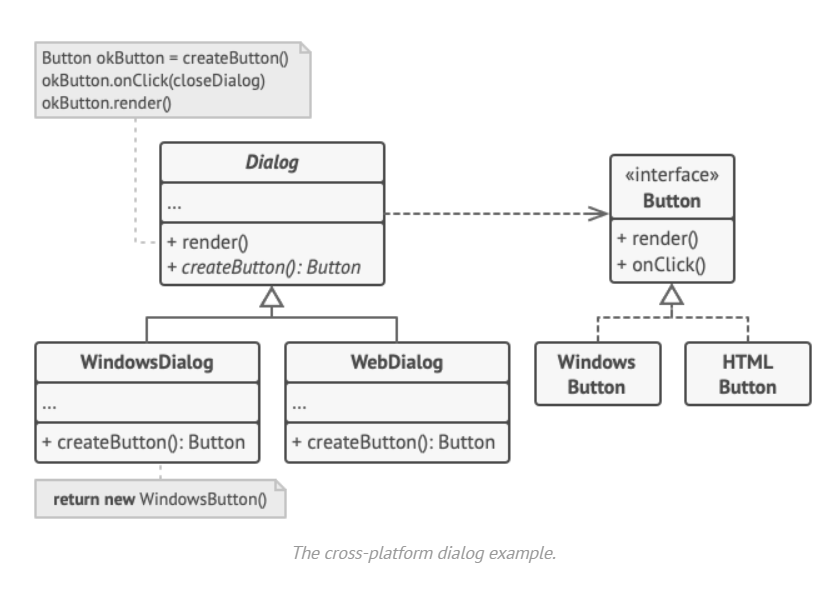 Button okButton = createButton()
okButton.onClick(closeDialog)
okButton.render()
Dialog
...
+ render()
+ createButton(): Button
«interface»
Button
+ render()
+ onClick()
WindowsDialog
...
+ createButton(): Button
WebDialog
...
+ createButton(): Button
Windows
Button
HTML
Button
return new WindowsButton()
The cross-platform dialog example.